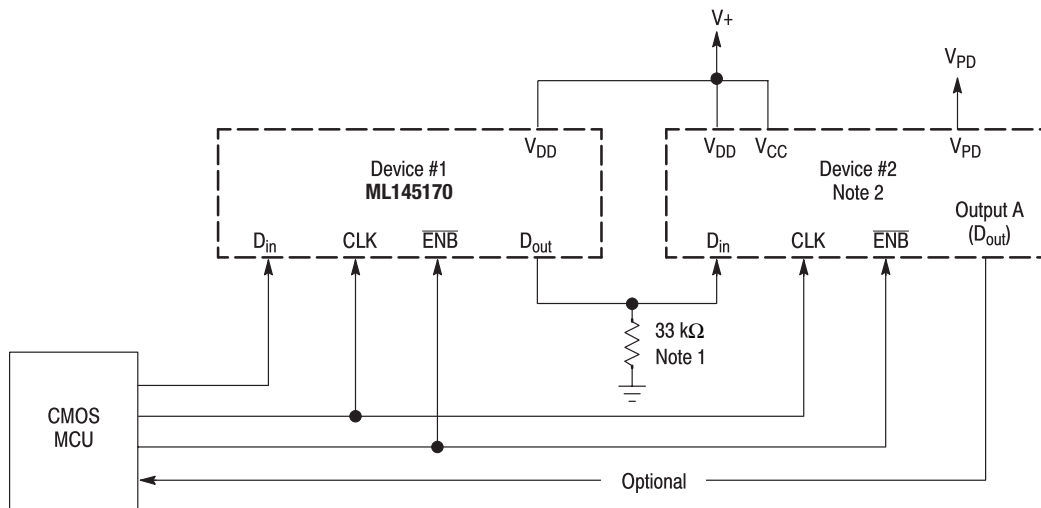 V+
VPD
VDD
VDD VCC
VPD
Device #1
ML145170
Device #2
Note 2
Output A
(Dout)
Din CLK ENB Dout
Din CLK ENB
33 kΩ
Note 1
CMOS
MCU
Optional